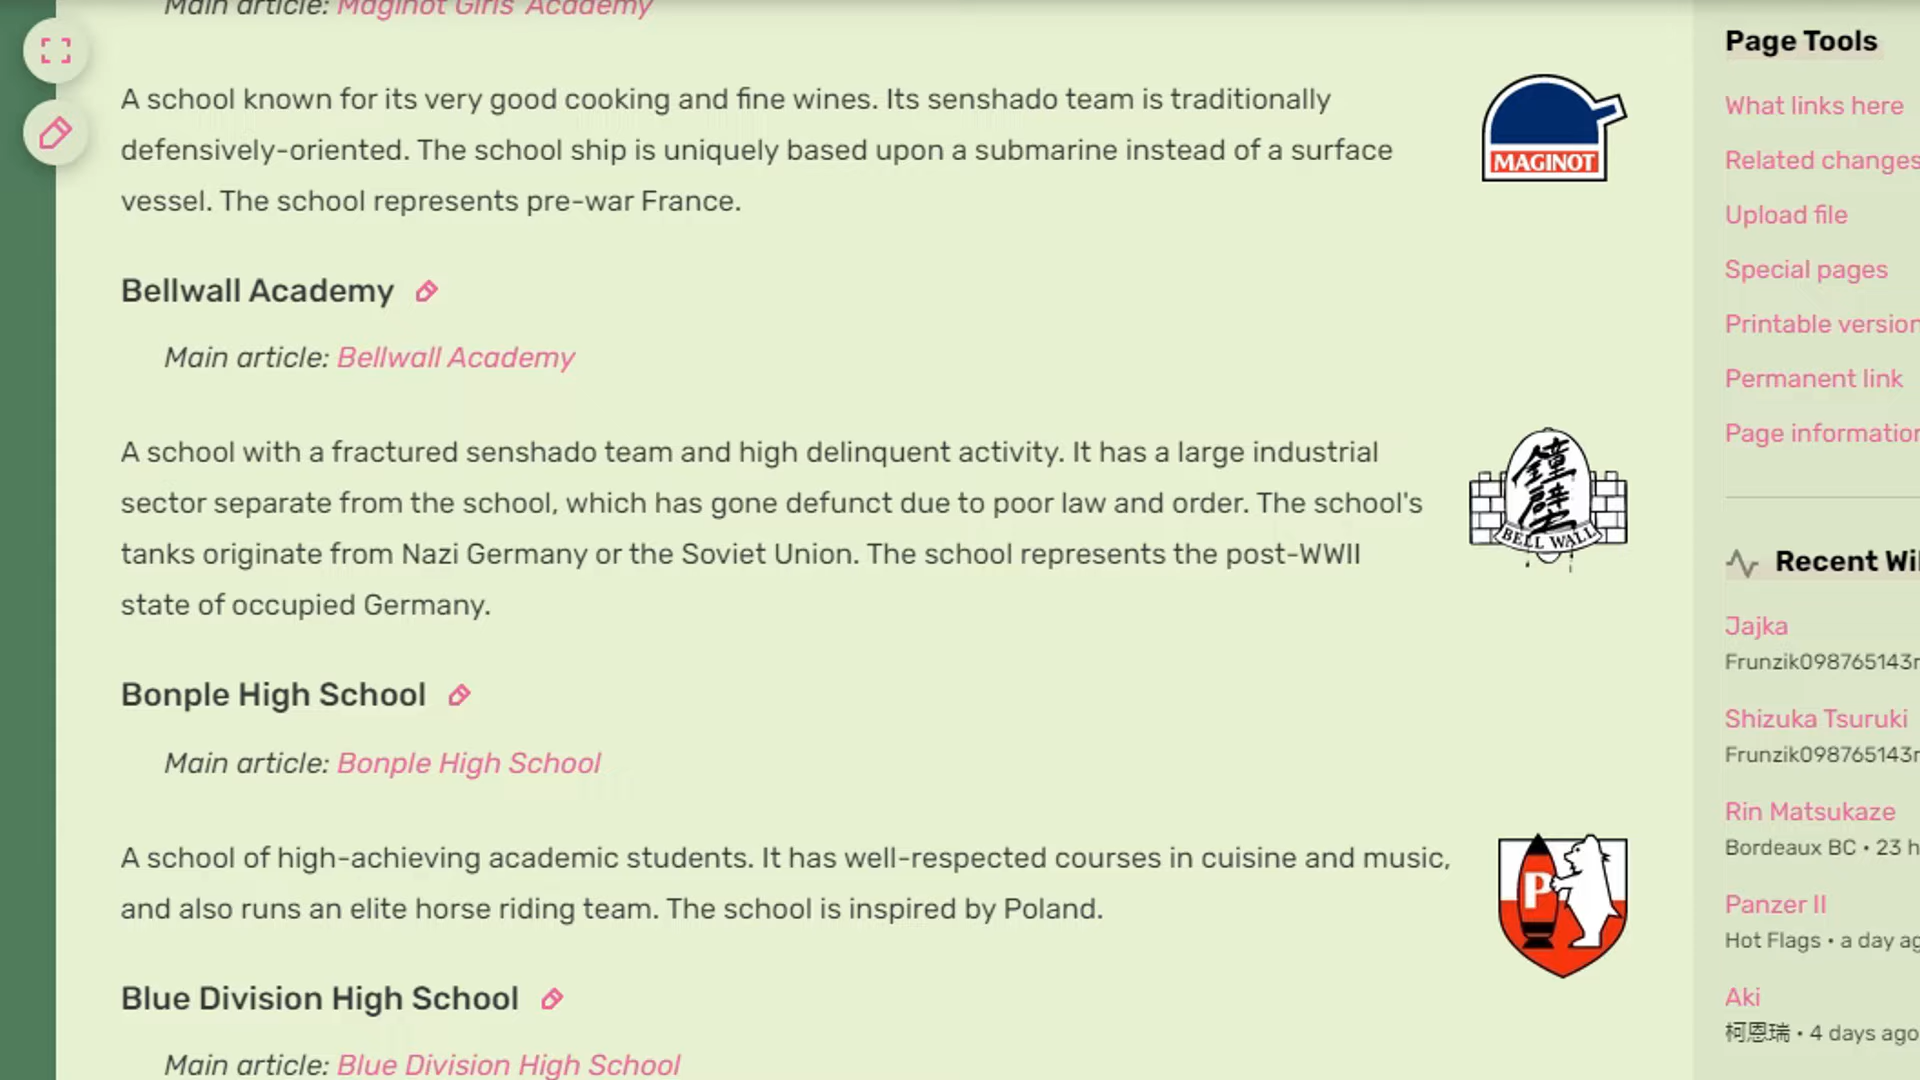 Main article: Maginot Girls' Academy
A school known for its very good cooking and fine wines. Its senshado team is traditionally
defensively-oriented. The school ship is uniquely based upon a submarine instead of a surface
vessel. The school represents pre-war France.
MAGINOT
Bellwall Academy
Main article: Bellwall Academy
A school with a fractured senshado team and high delinquent activity. It has a large industrial
sector separate from the school, which has gone defunct due to poor law and order. The school's
tanks originate from Nazi Germany or the Soviet Union. The school represents the post-WWII
state of occupied Germany.
鐘壁
BELL WALL
Bonple High School
Main article: Bonple High School
A school of high-achieving academic students. It has well-respected courses in cuisine and music,
and also runs an elite horse riding team. The school is inspired by Poland.
P
Blue Division High School
Main article: Blue Division High School
Page Tools
What links here
Related changes
Upload file
Special pages
Printable version
Permanent link
Page information
Recent Wi
Jajka
Frunzik098765143
Shizuka Tsuruki
Frunzik098765143
Rin Matsukaze
Bordeaux BC • 23 h
Panzer II
Hot Flags • a day ag
Aki
柯恩瑞 • 4 days ago